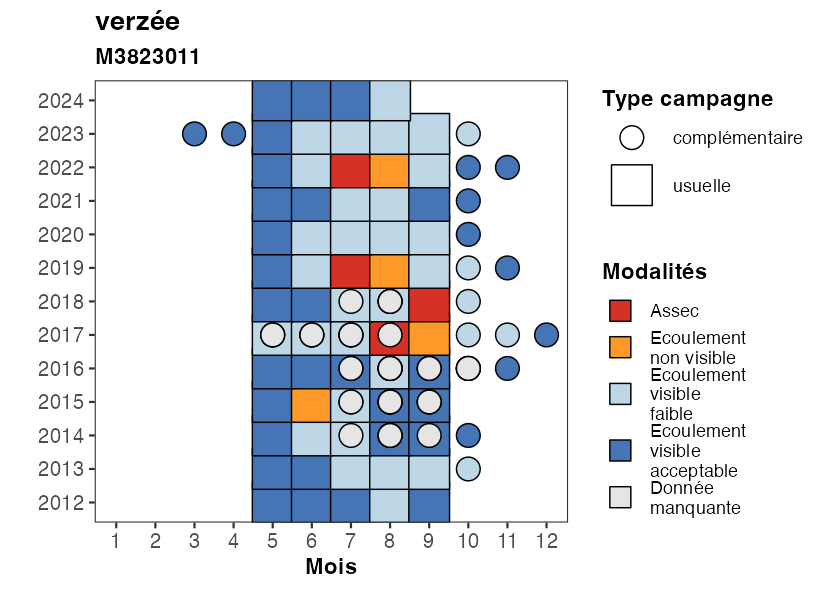 verzée
M3823011
2024
2023
2022
2021
2020
2019
2018
2017
2016
2015
2014
2013
2012
1 2 3 4 5 6 7 8 9 10 11 12
Mois
Type campagne
complémentaire
usuelle
Modalités
Assec
Ecoulement
non visible
Ecoulement
visible
faible
Ecoulement
visible
acceptable
Donnée
manquante